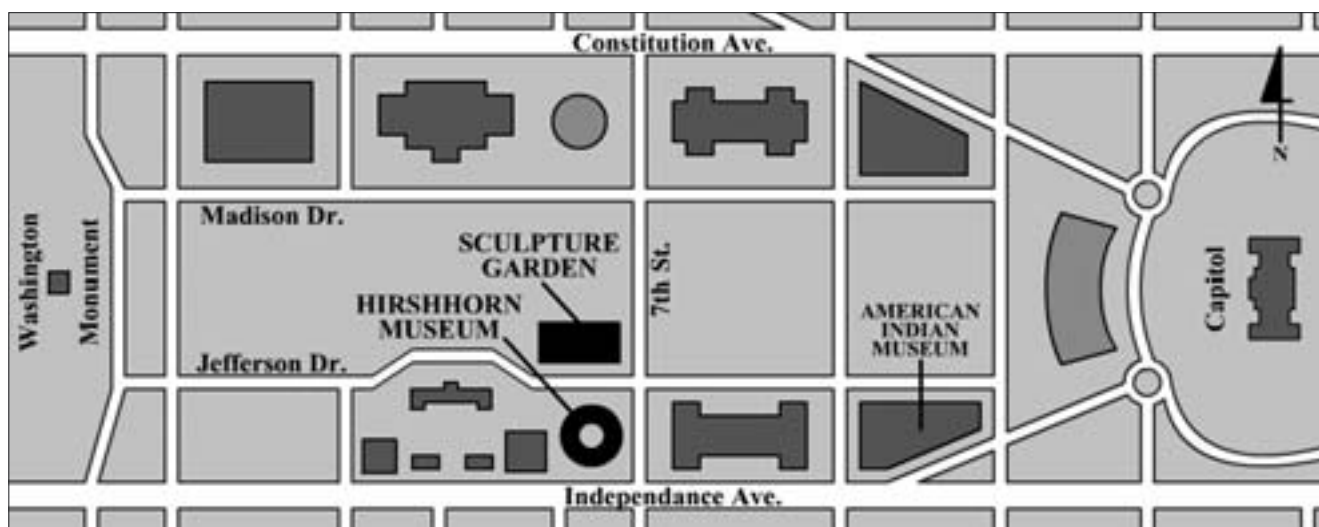 Constitution Ave.
N
Madison Dr.
SCULPTURE
GARDEN
7th St.
Washington
Monument
HIRSHHORN
MUSEUM
AMERICAN
INDIAN
MUSEUM
Capitol
Jefferson Dr.
Independance Ave.